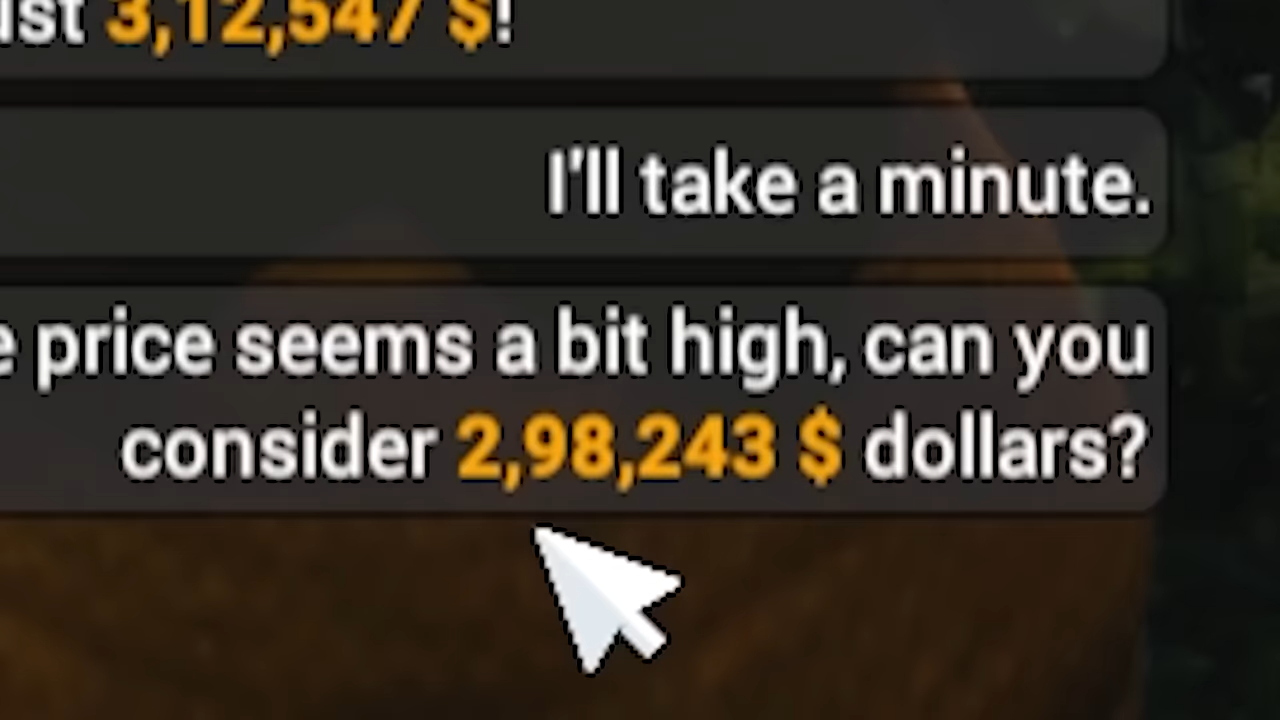 3,12,547 $!
I'll take a minute.
price seems a bit high, can you
consider 2,98,243 $ dollars?